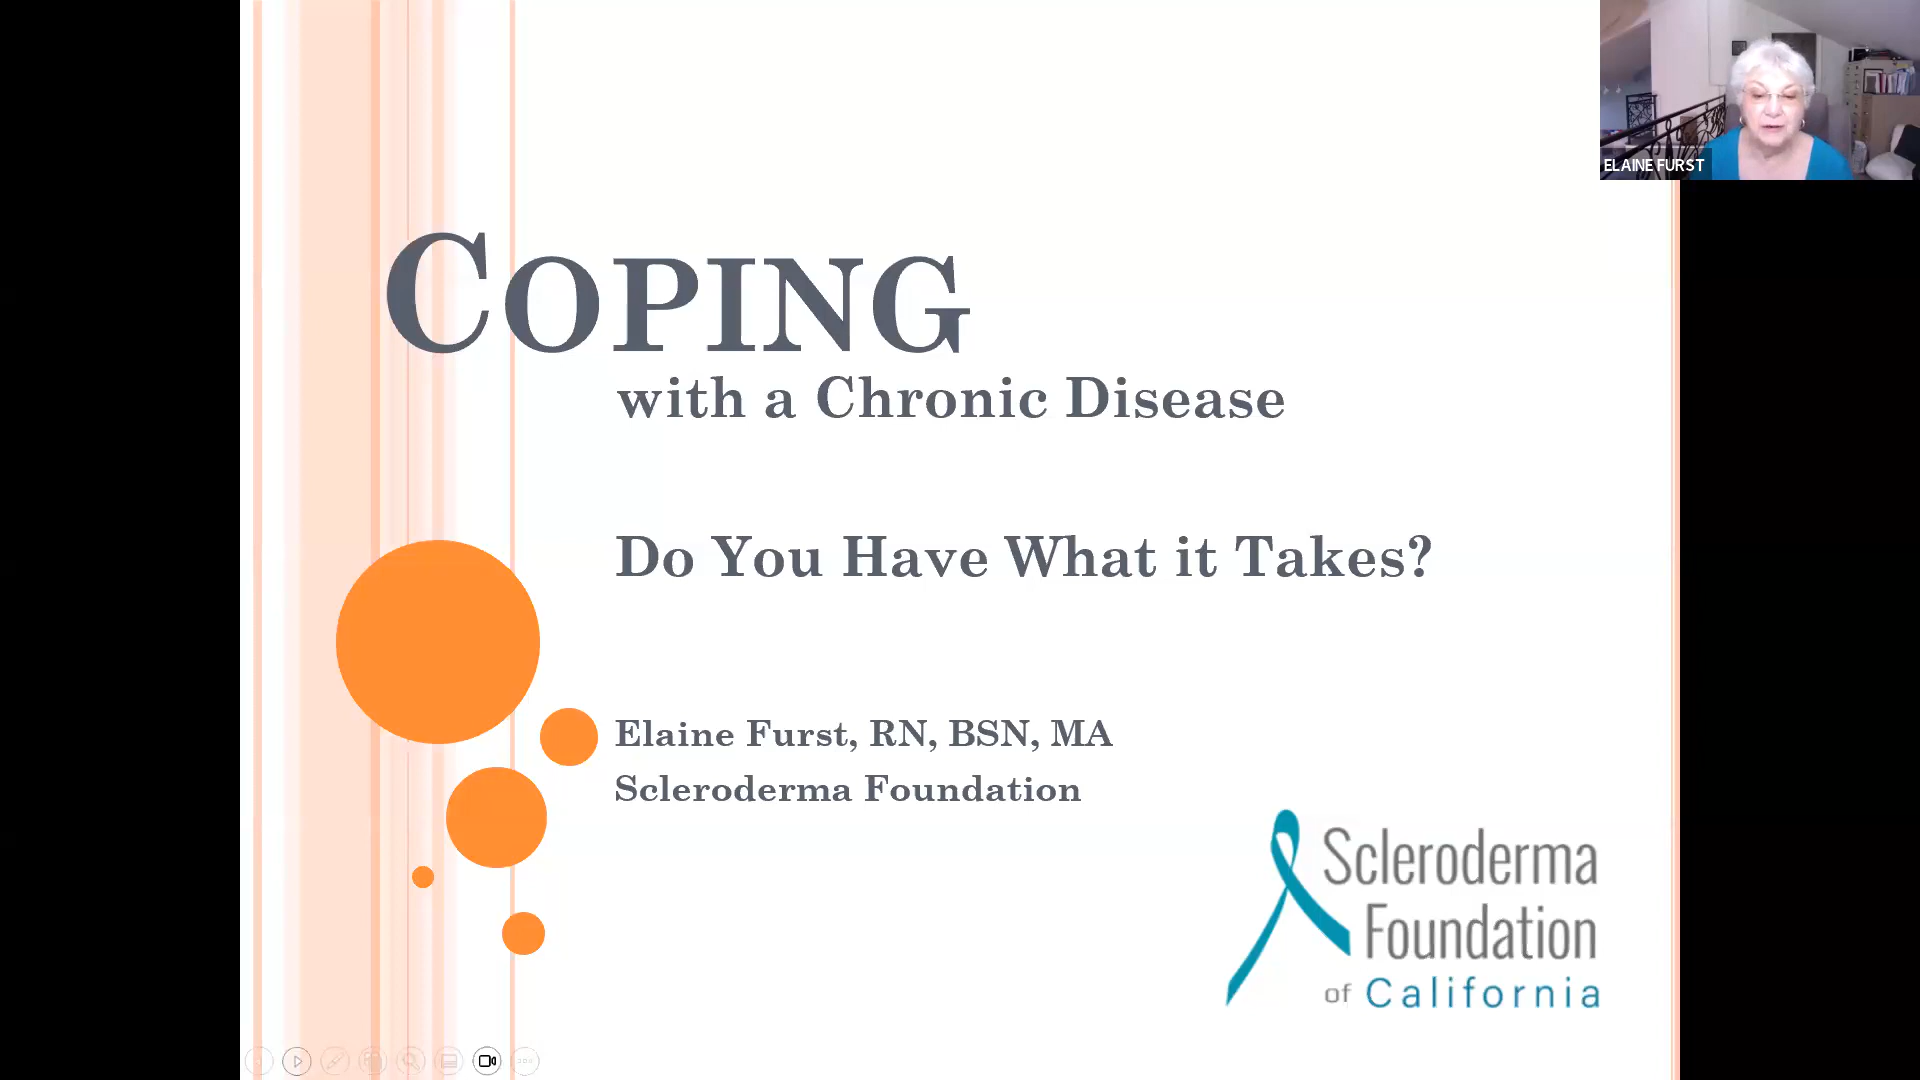 ELAINE FURST
COPING
with a Chronic Disease
Do You Have What it Takes?
Elaine Furst, RN, BSN, MA
Scleroderma Foundation
Scleroderma
Foundation
of California